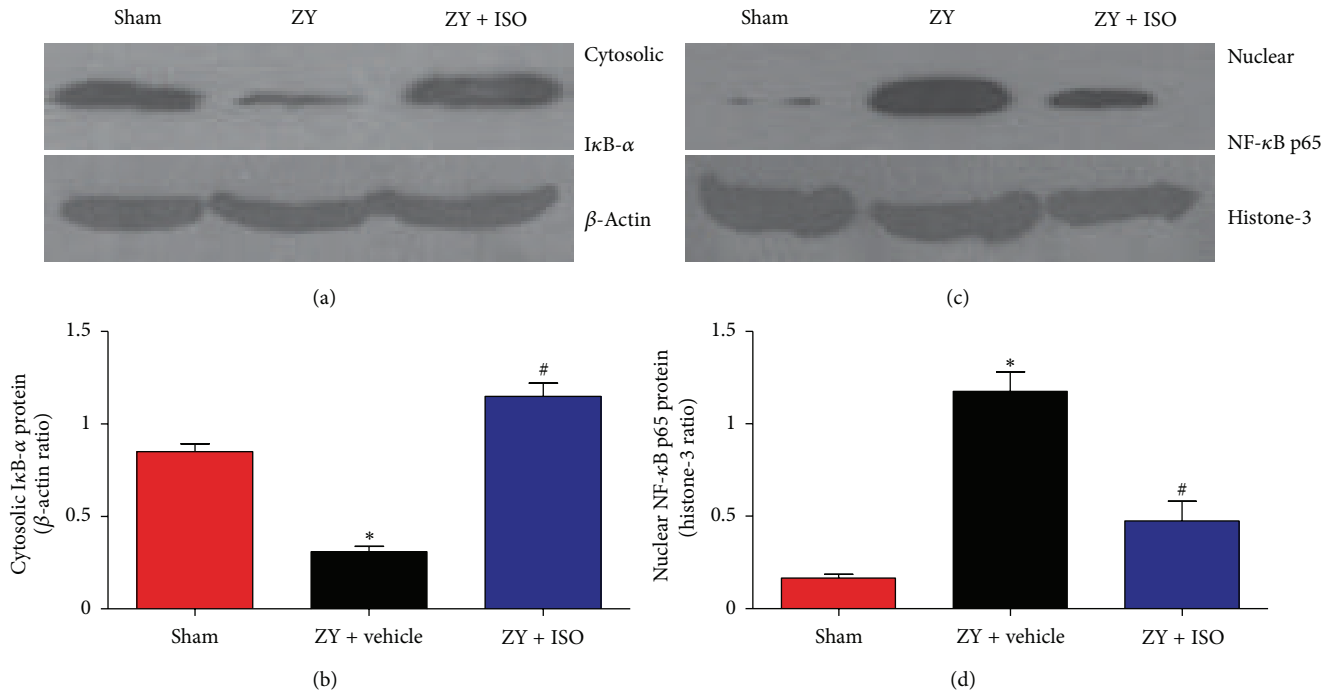 Sham ZY ZY + ISO
Cytosolic
IκB-α
β-Actin
(a)
Sham ZY ZY + ISO
Nuclear
NF-κB p65
Histone-3
(c)
Cytosolic IκB-α protein
(β-actin ratio)
1.5
1
0.5
0
*
#
Sham ZY + vehicle ZY + ISO
(b)
Nuclear NF-κB p65 protein
(histone-3 ratio)
1.5
1
0.5
0
*
#
Sham ZY + vehicle ZY + ISO
(d)